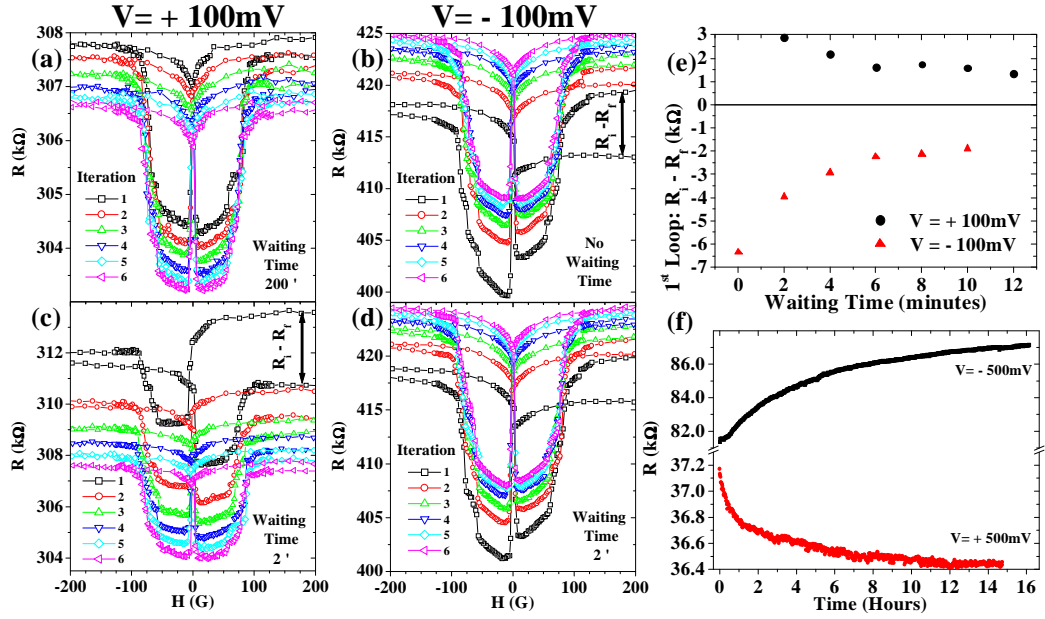 V= + 100mV
V= - 100mV
(a)
308
307
306
305
304
R (kΩ)
Iteration
1
2
3
4
5
6
Waiting
Time
200 '
(b)
425
420
415
410
405
400
R (kΩ)
R_i -R_f
Iteration
1
2
3
4
5
6
No
Waiting
Time
(c)
312
310
308
306
304
R (kΩ)
R_i -R_f
Iteration
1
2
3
4
5
6
Waiting
Time
2 '
-200 -100 0 100 200
H (G)
(d)
420
415
410
405
400
R (kΩ)
Iteration
1
2
3
4
5
6
Waiting
Time
2 '
-200 -100 0 100 200
H (G)
(e)
3
2
1
0
-1
-2
-3
-4
-5
-6
-7
1st Loop: R_i - R_f (kΩ)
V = + 100mV
V = - 100mV
0 2 4 6 8 10 12
Waiting Time (minutes)
(f)
86.0
84.0
82.0
37.2
37.0
36.8
36.6
36.4
R (kΩ)
V= - 500mV
V= + 500mV
0 2 4 6 8 10 12 14 16
Time (Hours)